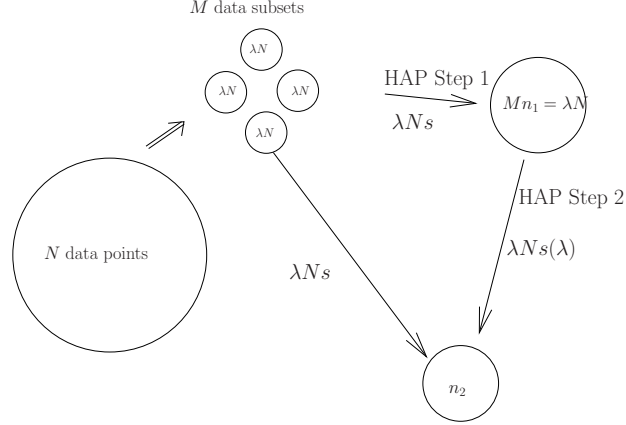 M data subsets
λN
λN
λN
λN
HAP Step 1
λNs
Mn₁ = λN
N data points
HAP Step 2
λNs(λ)
λNs
n₂